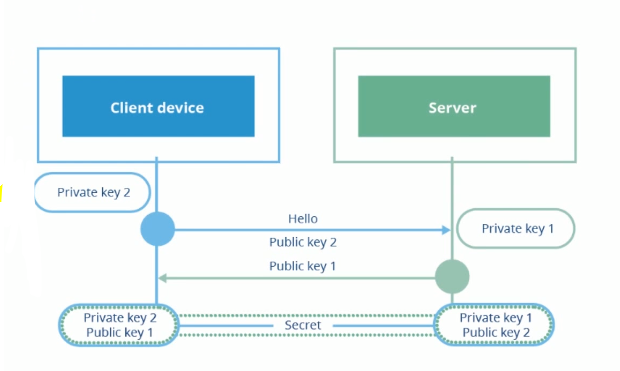 Client device
Server
Private key 2
Hello
Private key 1
Public key 2
Public key 1
Private key 2
Public key 1
Secret
Private key 1
Public key 2